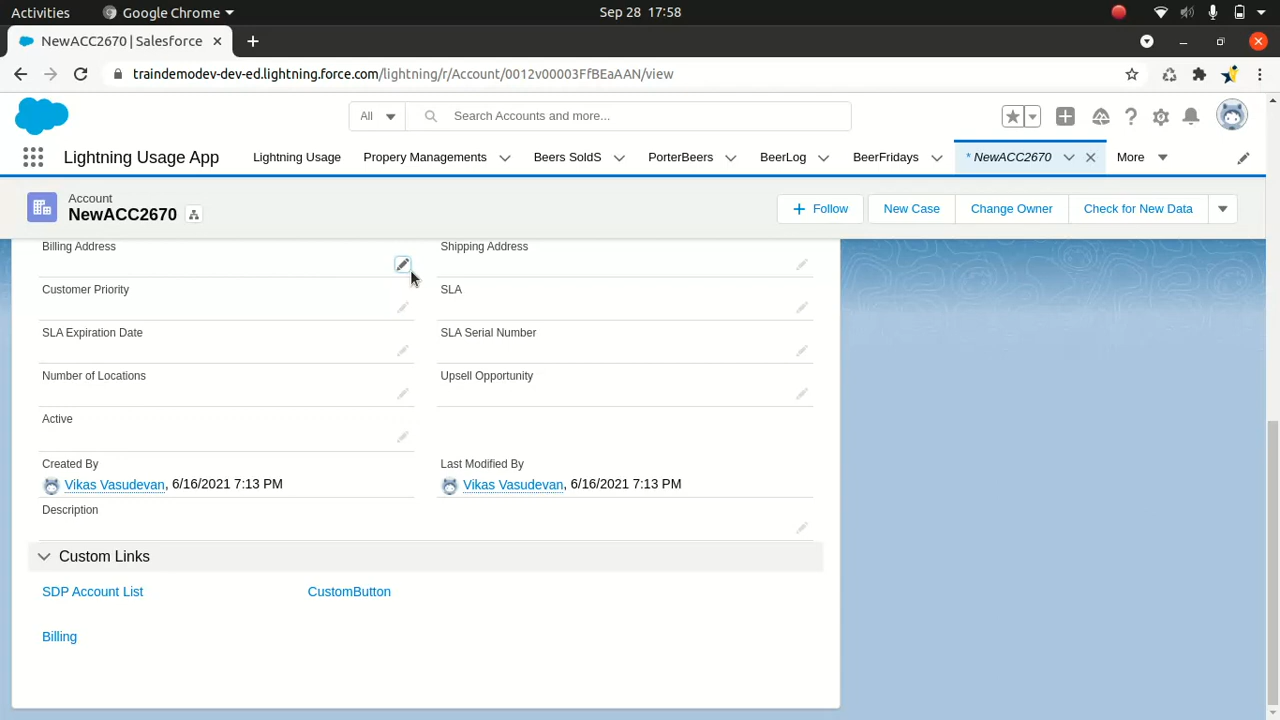 Activities
Google Chrome
Sep 28 17:58
NewACC2670 | Salesforce
traindemodev-dev-ed.lightning.force.com/lightning/r/Account/0012v00003FfBEaAAN/view
All
Search Accounts and more...
Lightning Usage App
Lightning Usage
Propery Managements
Beers SoldS
PorterBeers
BeerLog
BeerFridays
* NewACC2670
More
Account
NewACC2670
Follow
New Case
Change Owner
Check for New Data
Billing Address
Shipping Address
Customer Priority
SLA
SLA Expiration Date
SLA Serial Number
Number of Locations
Upsell Opportunity
Active
Created By
Last Modified By
Vikas Vasudevan, 6/16/2021 7:13 PM
Vikas Vasudevan, 6/16/2021 7:13 PM
Description
Custom Links
SDP Account List
CustomButton
Billing